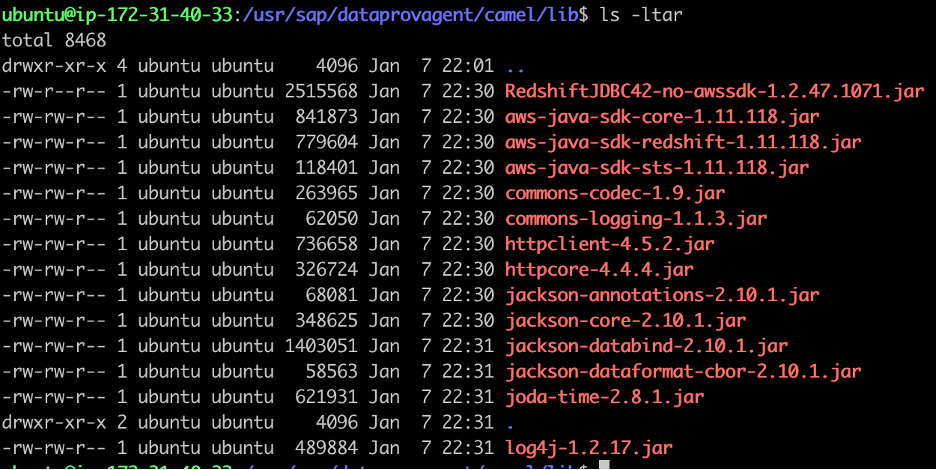 ubuntu@ip-172-31-40-33:/usr/sap/dataprovagent/camel/lib$ ls -ltar
total 8468
drwxr-xr-x 4 ubuntu ubuntu    4096 Jan  7 22:01 ..
-rw-r--r-- 1 ubuntu ubuntu 2515568 Jan  7 22:30 RedshiftJDBC42-no-awssdk-1.2.47.1071.jar
-rw-rw-r-- 1 ubuntu ubuntu  841873 Jan  7 22:30 aws-java-sdk-core-1.11.118.jar
-rw-rw-r-- 1 ubuntu ubuntu  779604 Jan  7 22:30 aws-java-sdk-redshift-1.11.118.jar
-rw-rw-r-- 1 ubuntu ubuntu  118401 Jan  7 22:30 aws-java-sdk-sts-1.11.118.jar
-rw-rw-r-- 1 ubuntu ubuntu  263965 Jan  7 22:30 commons-codec-1.9.jar
-rw-rw-r-- 1 ubuntu ubuntu   62050 Jan  7 22:30 commons-logging-1.1.3.jar
-rw-rw-r-- 1 ubuntu ubuntu  736658 Jan  7 22:30 httpclient-4.5.2.jar
-rw-rw-r-- 1 ubuntu ubuntu  326724 Jan  7 22:30 httpcore-4.4.4.jar
-rw-rw-r-- 1 ubuntu ubuntu   68081 Jan  7 22:30 jackson-annotations-2.10.1.jar
-rw-rw-r-- 1 ubuntu ubuntu  348625 Jan  7 22:30 jackson-core-2.10.1.jar
-rw-rw-r-- 1 ubuntu ubuntu 1403051 Jan  7 22:31 jackson-databind-2.10.1.jar
-rw-rw-r-- 1 ubuntu ubuntu   58563 Jan  7 22:31 jackson-dataformat-cbor-2.10.1.jar
-rw-rw-r-- 1 ubuntu ubuntu  621931 Jan  7 22:31 joda-time-2.8.1.jar
drwxr-xr-x 2 ubuntu ubuntu    4096 Jan  7 22:31 .
-rw-rw-r-- 1 ubuntu ubuntu  489884 Jan  7 22:31 log4j-1.2.17.jar
ubuntu@ip-172-31-40-33:/usr/sap/dataprovagent/camel/lib$